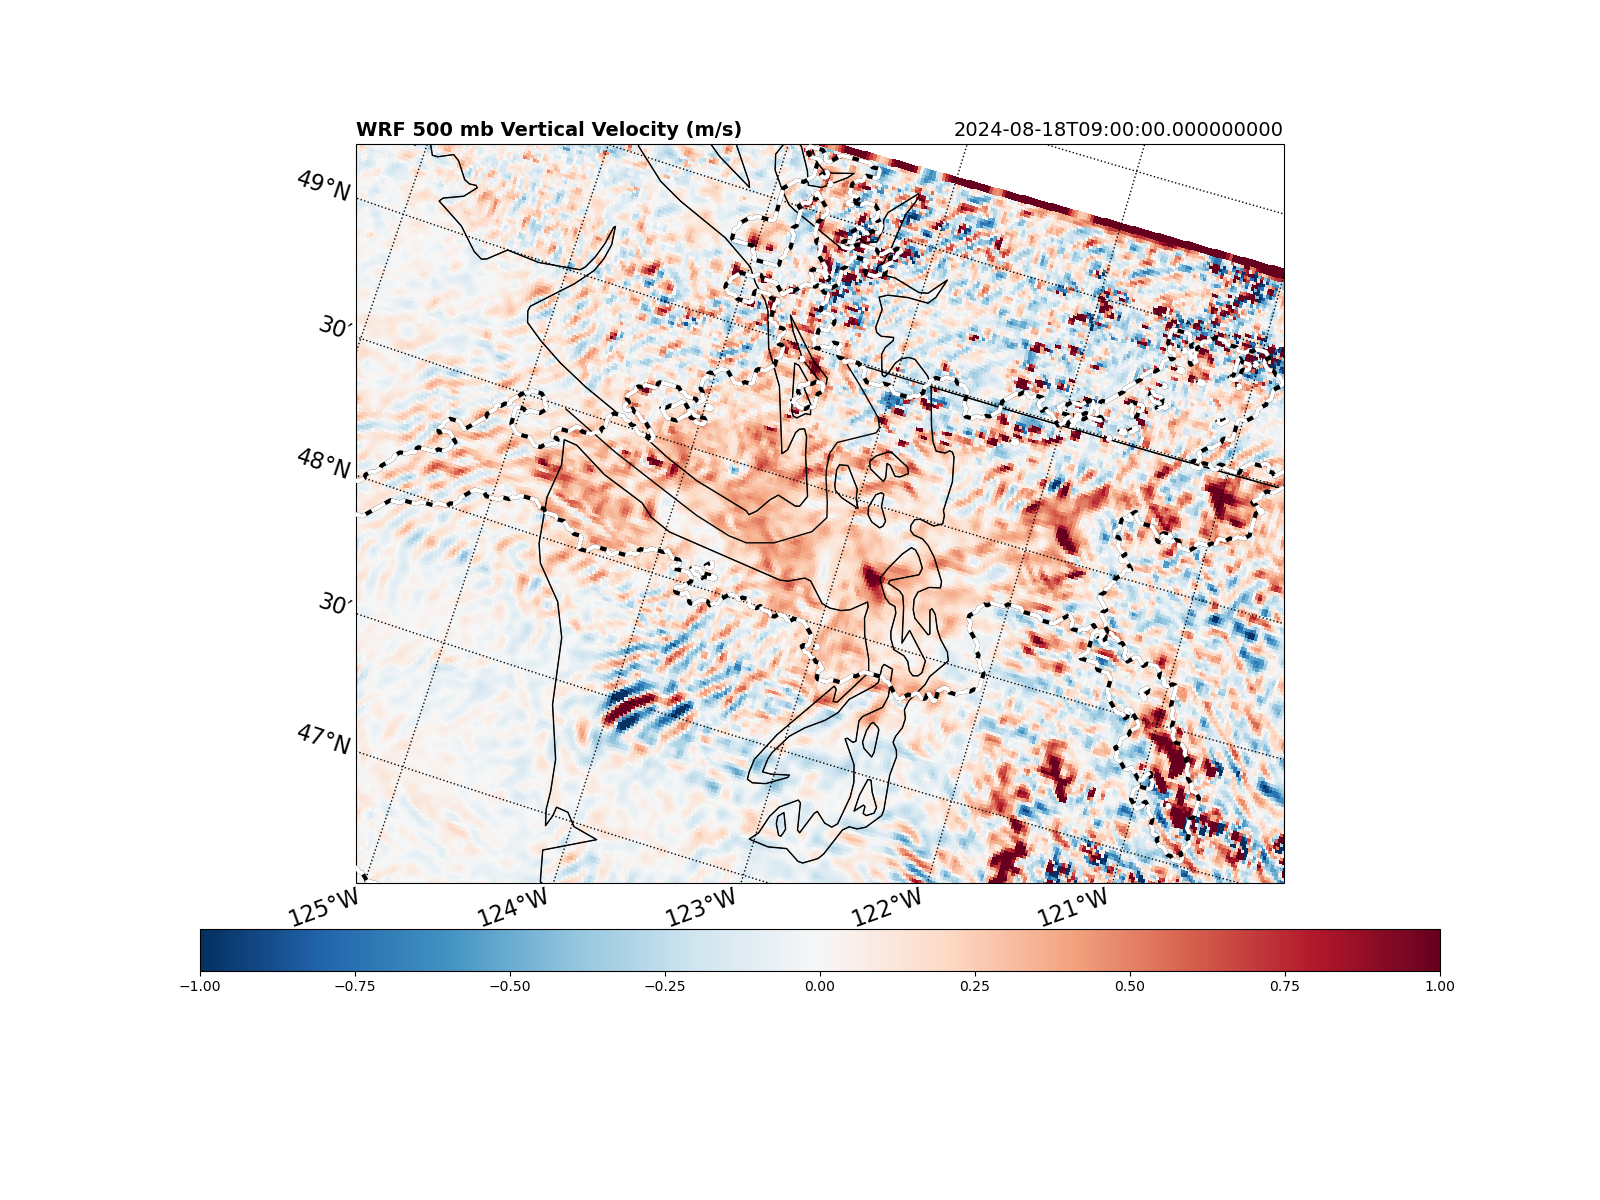 WRF 500 mb Vertical Velocity (m/s) 2024-08-18T09:00:00.000000000
49°N
30′
48°N
30′
47°N
125°W 124°W 123°W 122°W 121°W
−1.00 −0.75 −0.50 −0.25 0.00 0.25 0.50 0.75 1.00